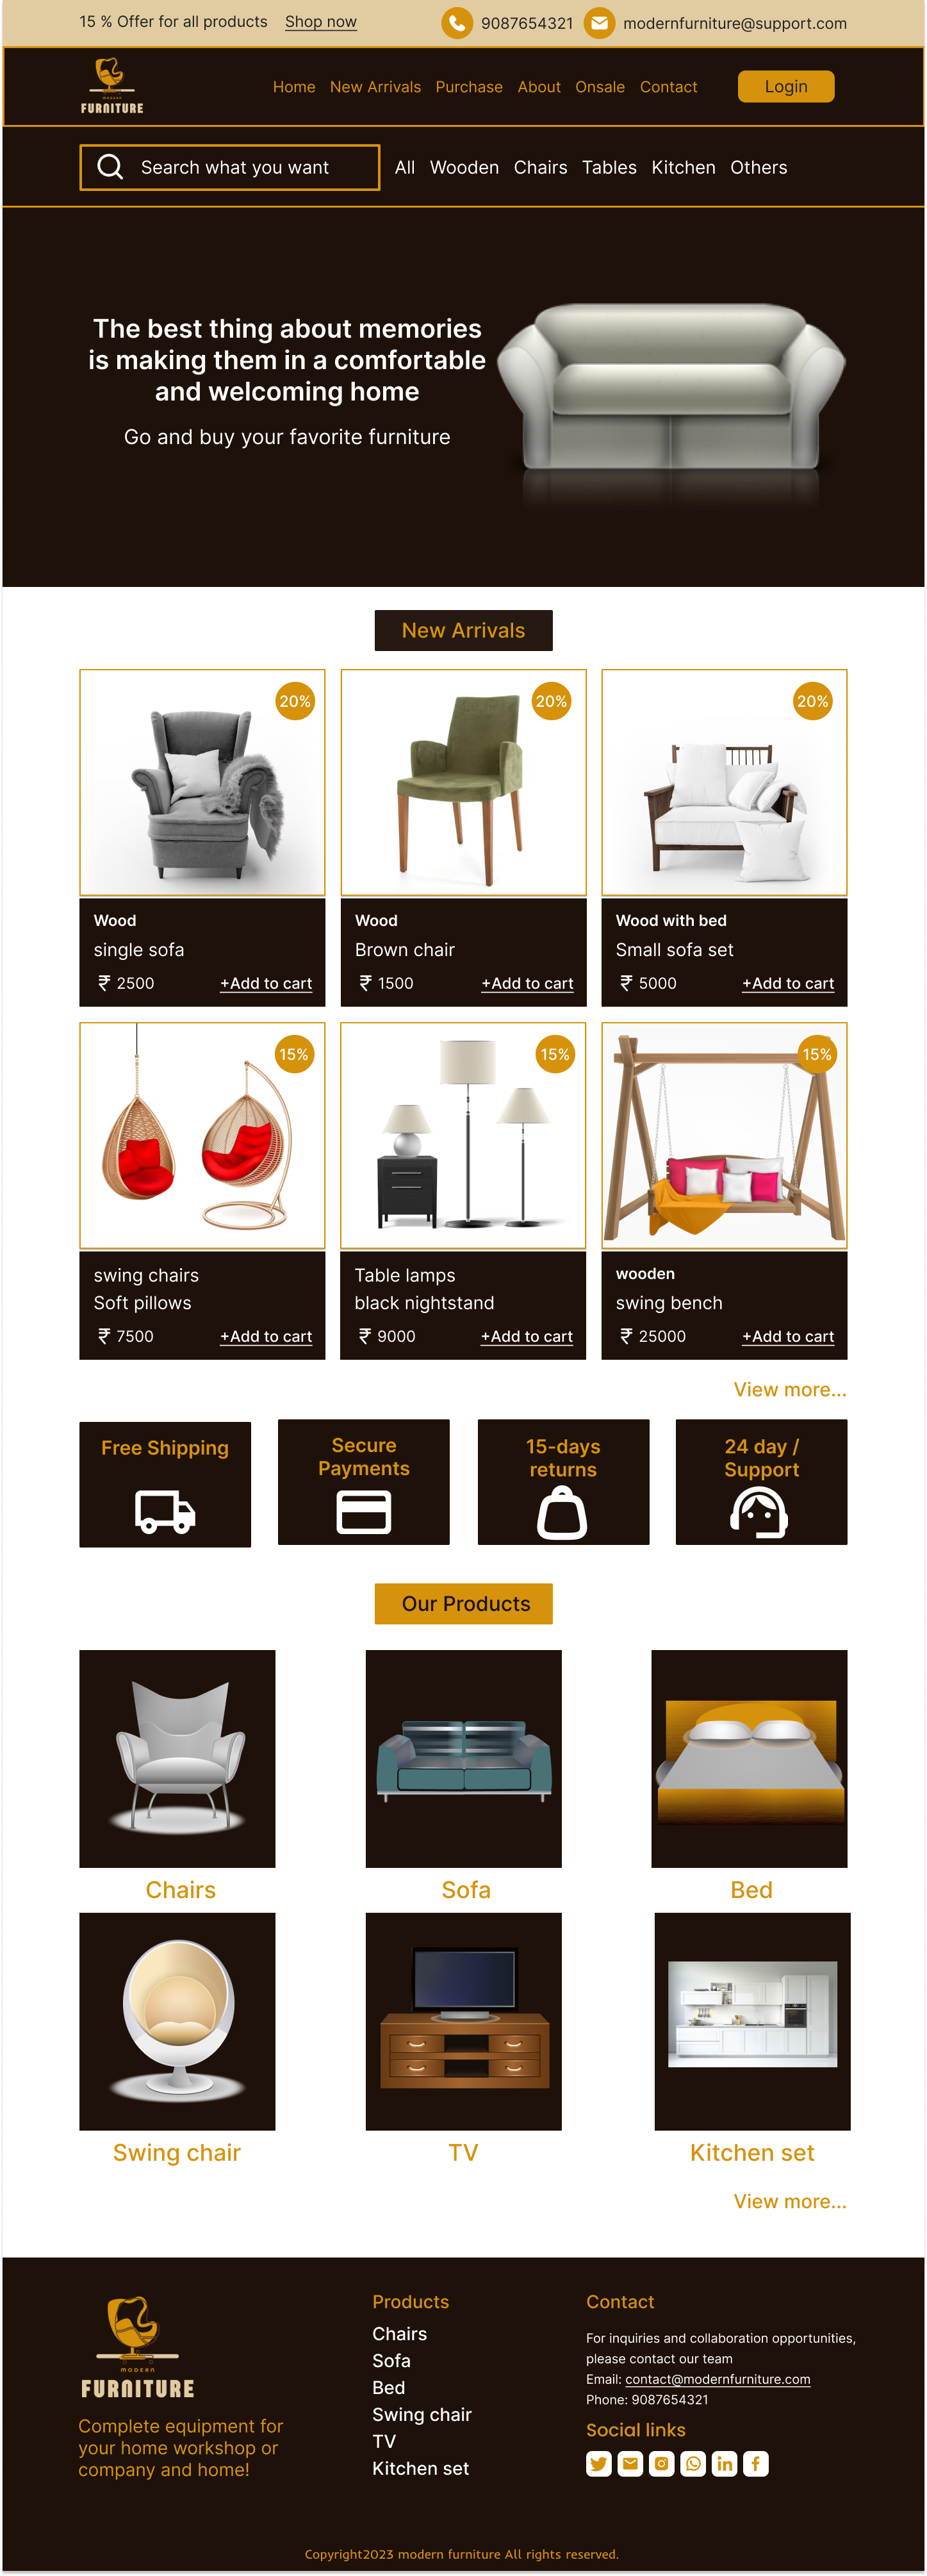 15 % Offer for all products Shop now 9087654321 modernfurniture@support.com
MODERN
FURNITURE
Home New Arrivals Purchase About Onsale Contact Login
Search what you want All Wooden Chairs Tables Kitchen Others
The best thing about memories
is making them in a comfortable
and welcoming home
Go and buy your favorite furniture
New Arrivals
20% 20% 20%
Wood Wood Wood with bed
single sofa Brown chair Small sofa set
₹ 2500 +Add to cart ₹ 1500 +Add to cart ₹ 5000 +Add to cart
15% 15% 15%
swing chairs Table lamps wooden
Soft pillows black nightstand swing bench
₹ 7500 +Add to cart ₹ 9000 +Add to cart ₹ 25000 +Add to cart
View more...
Free Shipping
Secure
Payments
15-days
returns
24 day /
Support
Our Products
Chairs Sofa Bed
Swing chair TV Kitchen set
View more...
MODERN
FURNITURE
Complete equipment for
your home workshop or
company and home!
Products
Chairs
Sofa
Bed
Swing chair
TV
Kitchen set
Contact
For inquiries and collaboration opportunities,
please contact our team
Email: contact@modernfurniture.com
Phone: 9087654321
Social links
Copyright2023 modern furniture All rights reserved.